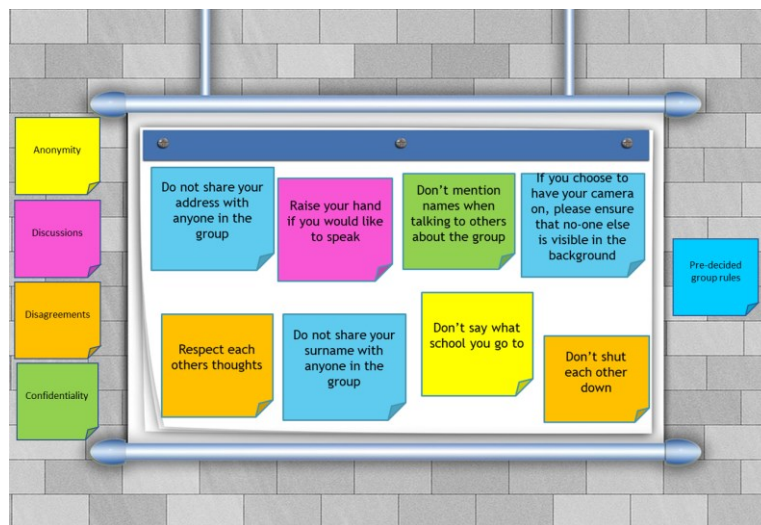 Anonymity
Discussions
Disagreements
Confidentiality
Do not share your
address with
anyone in the
group
Raise your hand
if you would like
to speak
Don't mention
names when
talking to others
about the group
If you choose to
have your camera
on, please ensure
that no-one else
is visible in the
background
Respect each
others thoughts
Do not share your
surname with
anyone in the
group
Don't say what
school you go to
Don't shut
each other
down
Pre-decided
group rules